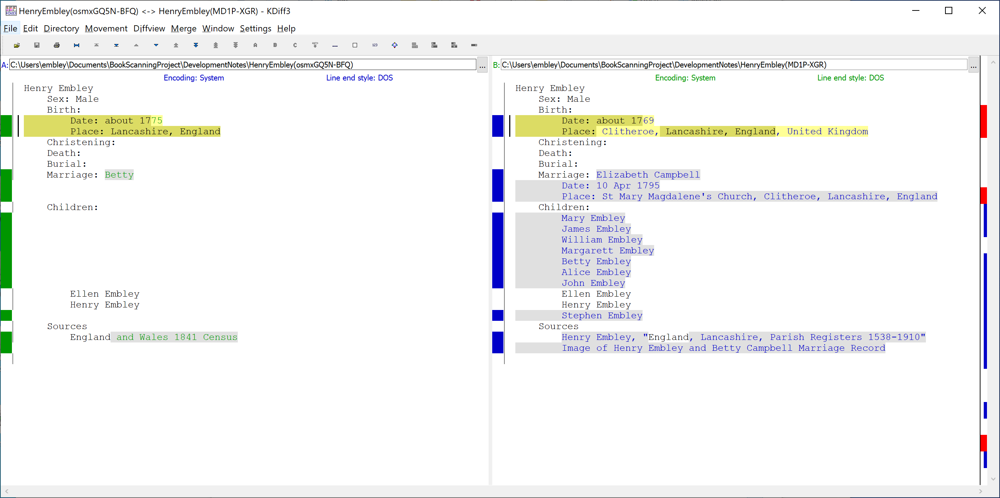 HenryEmbley(osmxGQ5N-BFQ) <-> HenryEmbley(MD1P-XGR) - KDiff3
File Edit Directory Movement Diffview Merge Window Settings Help
A B C AUTO --- 123
A: C:\Users\embley\Documents\BookScanningProject\DevelopmentNotes\HenryEmbley(osmxGQ5N-BFQ) ...
Encoding: System Line end style: DOS
Henry Embley
Sex: Male
Birth:
Date: about 1775
Place: Lancashire, England
Christening:
Death:
Burial:
Marriage: Betty
Children:
Ellen Embley
Henry Embley
Sources
England and Wales 1841 Census
B: C:\Users\embley\Documents\BookScanningProject\DevelopmentNotes\HenryEmbley(MD1P-XGR) ...
Encoding: System Line end style: DOS
Henry Embley
Sex: Male
Birth:
Date: about 1769
Place: Clitheroe, Lancashire, England, United Kingdom
Christening:
Death:
Burial:
Marriage: Elizabeth Campbell
Date: 10 Apr 1795
Place: St Mary Magdalene's Church, Clitheroe, Lancashire, England
Children:
Mary Embley
James Embley
William Embley
Margarett Embley
Betty Embley
Alice Embley
John Embley
Ellen Embley
Henry Embley
Stephen Embley
Sources
Henry Embley, "England, Lancashire, Parish Registers 1538-1910"
Image of Henry Embley and Betty Campbell Marriage Record